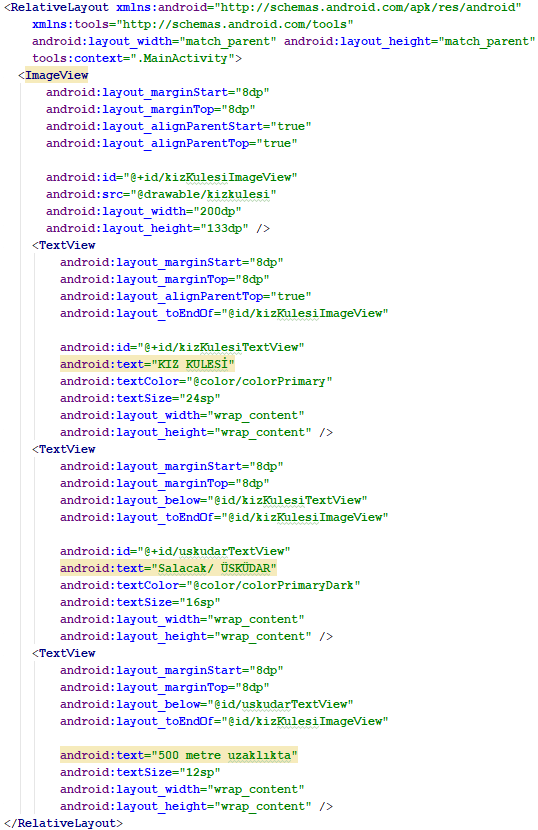 <RelativeLayout xmlns:android="http://schemas.android.com/apk/res/android"
xmlns:tools="http://schemas.android.com/tools"
android:layout_width="match_parent" android:layout_height="match_parent"
tools:context=".MainActivity">
<ImageView
android:layout_marginStart="8dp"
android:layout_marginTop="8dp"
android:layout_alignParentStart="true"
android:layout_alignParentTop="true"
android:id="@+id/kizKulesiImageView"
android:src="@drawable/kizkulesi"
android:layout_width="200dp"
android:layout_height="133dp" />
<TextView
android:layout_marginStart="8dp"
android:layout_marginTop="8dp"
android:layout_alignParentTop="true"
android:layout_toEndOf="@id/kizKulesiImageView"
android:id="@+id/kizKulesiTextView"
android:text="KIZ KULESİ"
android:textColor="@color/colorPrimary"
android:textSize="24sp"
android:layout_width="wrap_content"
android:layout_height="wrap_content" />
<TextView
android:layout_marginStart="8dp"
android:layout_marginTop="8dp"
android:layout_below="@id/kizKulesiTextView"
android:layout_toEndOf="@id/kizKulesiImageView"
android:id="@+id/uskudarTextView"
android:text="Salacak/ ÜSKÜDAR"
android:textColor="@color/colorPrimaryDark"
android:textSize="16sp"
android:layout_width="wrap_content"
android:layout_height="wrap_content" />
<TextView
android:layout_marginStart="8dp"
android:layout_marginTop="8dp"
android:layout_below="@id/uskudarTextView"
android:layout_toEndOf="@id/kizKulesiImageView"
android:text="500 metre uzaklıkta"
android:textSize="12sp"
android:layout_width="wrap_content"
android:layout_height="wrap_content" />
</RelativeLayout>